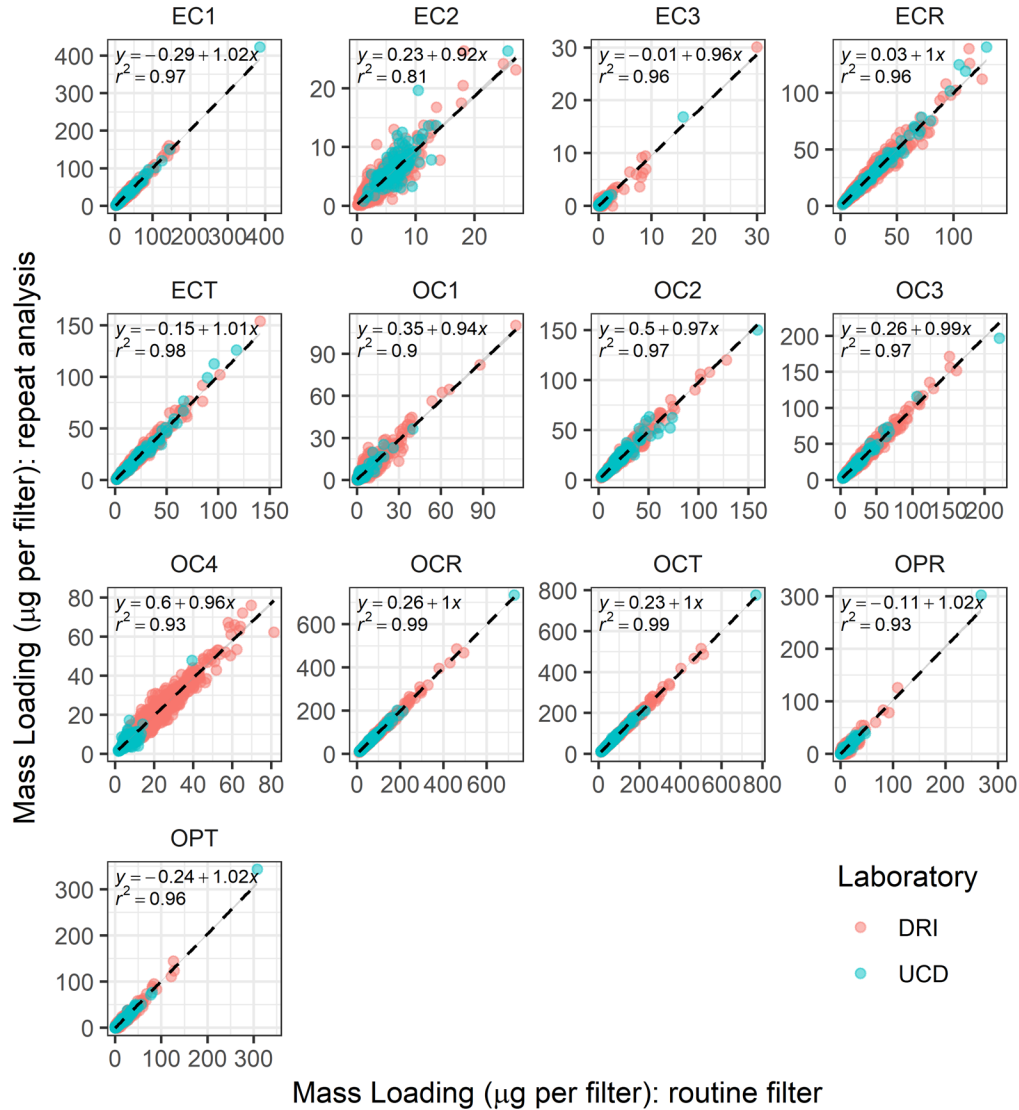 EC1
EC2
EC3
ECR
y = −0.29 + 1.02x
r² = 0.97
y = 0.23 + 0.92x
r² = 0.81
y = −0.01 + 0.96x
r² = 0.96
y = 0.03 + 1x
r² = 0.96
400
300
200
100
0
0 100 200 300 400
20
10
0
0 10 20
30
20
10
0
0 10 20 30
100
50
0
0 50 100
ECT
OC1
OC2
OC3
y = −0.15 + 1.01x
r² = 0.98
y = 0.35 + 0.94x
r² = 0.9
y = 0.5 + 0.97x
r² = 0.97
y = 0.26 + 0.99x
r² = 0.97
150
100
50
0
0 50 100 150
90
60
30
0
0 30 60 90
150
100
50
0
0 50 100 150
200
150
100
50
0
0 50 100 150 200
OC4
OCR
OCT
OPR
y = 0.6 + 0.96x
r² = 0.93
y = 0.26 + 1x
r² = 0.99
y = 0.23 + 1x
r² = 0.99
y = −0.11 + 1.02x
r² = 0.93
80
60
40
20
0
0 20 40 60 80
600
400
200
0
0 200 400 600
800
600
400
200
0
0 200 400 600 800
300
200
100
0
0 100 200 300
OPT
y = −0.24 + 1.02x
r² = 0.96
300
200
100
0
0 100 200 300
Laboratory
DRI
UCD
Mass Loading (μg per filter): repeat analysis
Mass Loading (μg per filter): routine filter